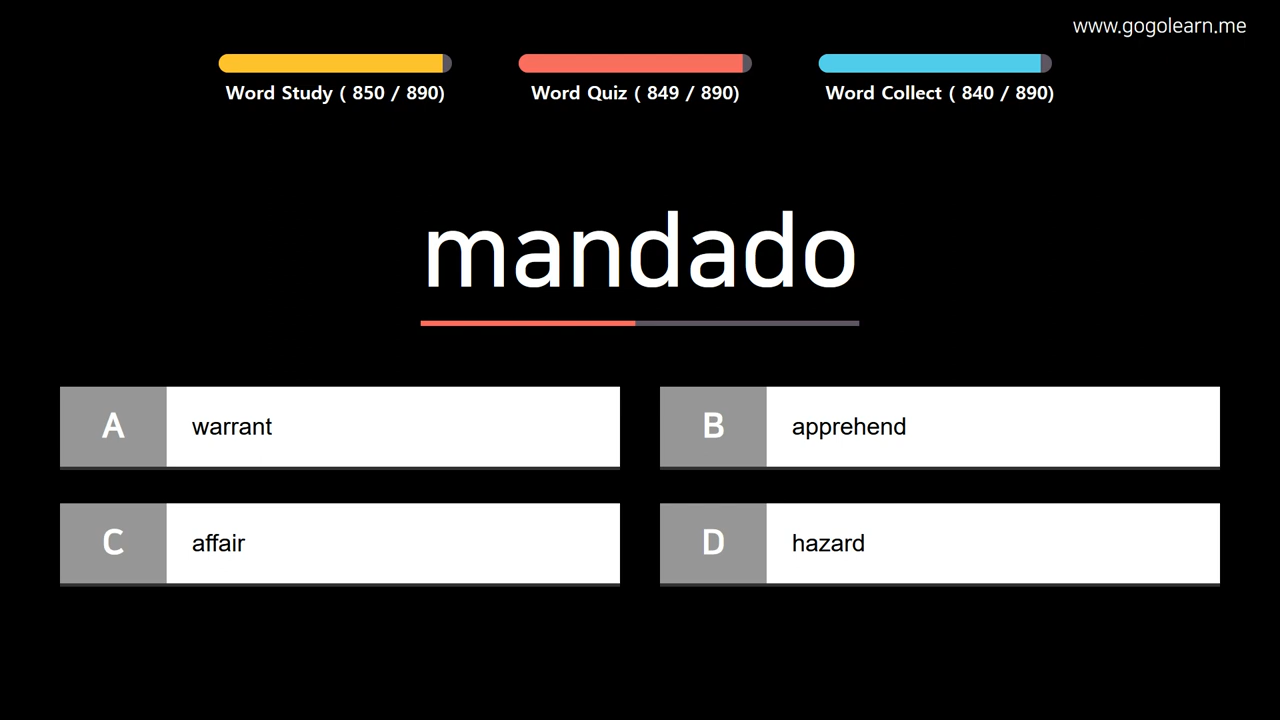 www.gogolearn.me
Word Study ( 850 / 890)
Word Quiz ( 849 / 890)
Word Collect ( 840 / 890)
mandado
A warrant
B apprehend
C affair
D hazard